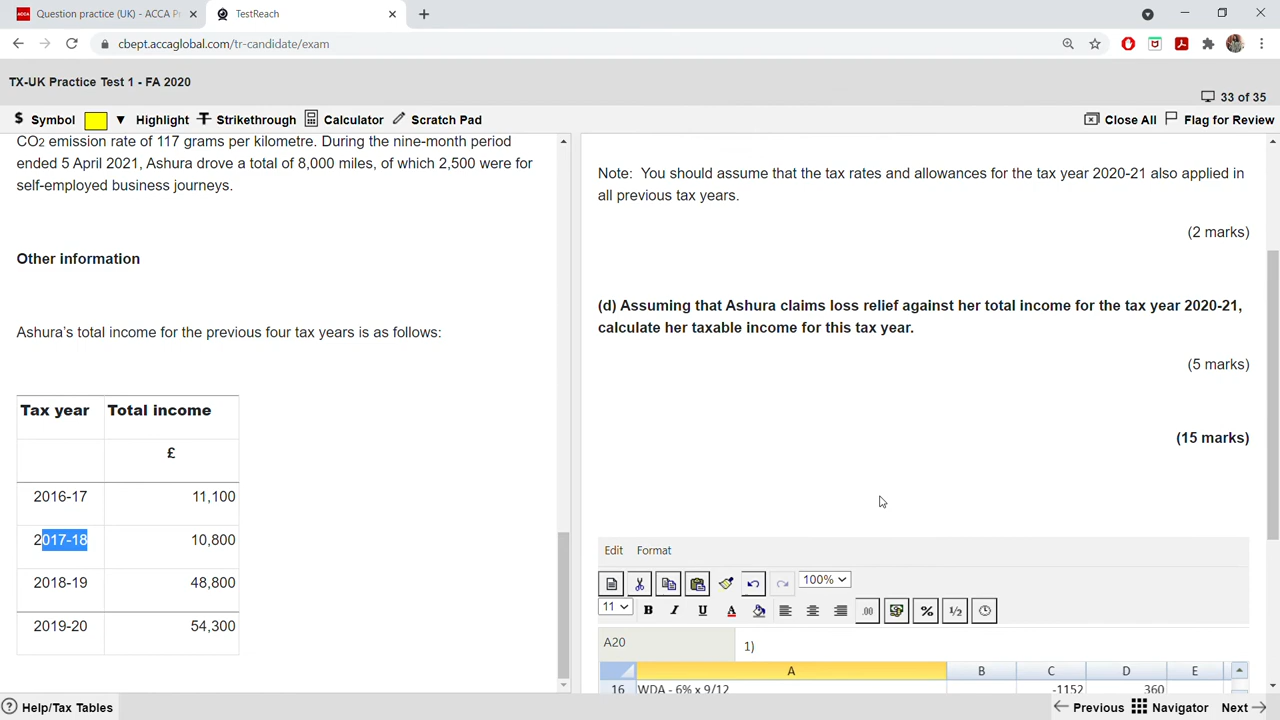 Question practice (UK) - ACCA P
TestReach
cbept.accaglobal.com/tr-candidate/exam
TX-UK Practice Test 1 - FA 2020
33 of 35
$ Symbol Highlight Strikethrough Calculator Scratch Pad Close All Flag for Review
CO2 emission rate of 117 grams per kilometre. During the nine-month period
ended 5 April 2021, Ashura drove a total of 8,000 miles, of which 2,500 were for
self-employed business journeys.
Other information
Ashura's total income for the previous four tax years is as follows:
Tax year Total income
£
2016-17 11,100
2017-18 10,800
2018-19 48,800
2019-20 54,300
Note: You should assume that the tax rates and allowances for the tax year 2020-21 also applied in
all previous tax years.
(2 marks)
(d) Assuming that Ashura claims loss relief against her total income for the tax year 2020-21,
calculate her taxable income for this tax year.
(5 marks)
(15 marks)
Edit Format
100%
11 B I U A .00 % 1/2
A20 1)
A B C D E
16 WDA - 6% x 9/12 -1152 360
Help/Tax Tables Previous Navigator Next